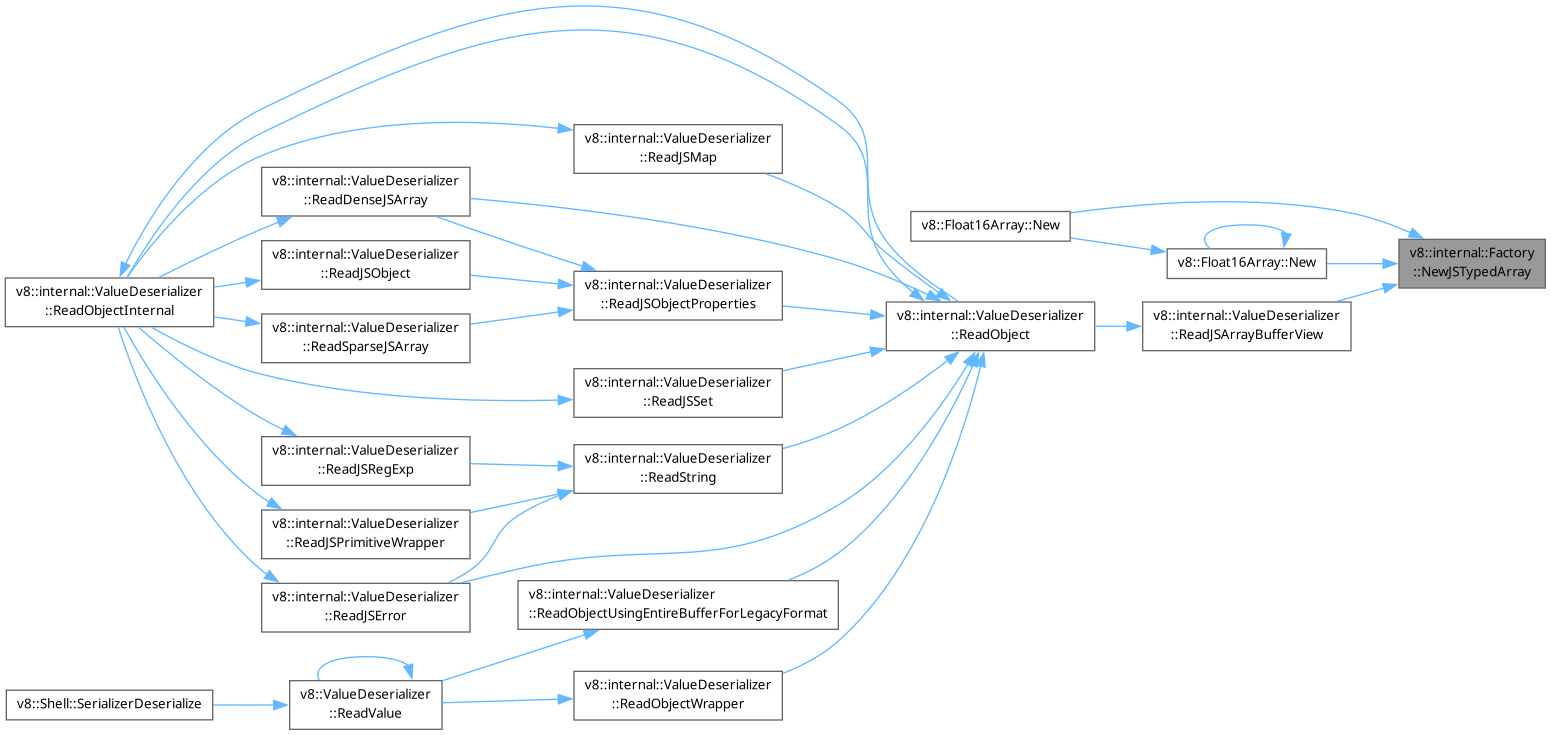 v8::internal::ValueDeserializer
::ReadJSMap
v8::internal::ValueDeserializer
::ReadDenseJSArray
v8::Float16Array::New
v8::internal::ValueDeserializer
::ReadJSObject
v8::Float16Array::New
v8::internal::Factory
::NewJSTypedArray
v8::internal::ValueDeserializer
::ReadObjectInternal
v8::internal::ValueDeserializer
::ReadJSObjectProperties
v8::internal::ValueDeserializer
::ReadObject
v8::internal::ValueDeserializer
::ReadJSArrayBufferView
v8::internal::ValueDeserializer
::ReadSparseJSArray
v8::internal::ValueDeserializer
::ReadJSSet
v8::internal::ValueDeserializer
::ReadJSRegExp
v8::internal::ValueDeserializer
::ReadString
v8::internal::ValueDeserializer
::ReadJSPrimitiveWrapper
v8::internal::ValueDeserializer
::ReadJSError
v8::internal::ValueDeserializer
::ReadObjectUsingEntireBufferForLegacyFormat
v8::Shell::SerializerDeserialize
v8::ValueDeserializer
::ReadValue
v8::internal::ValueDeserializer
::ReadObjectWrapper